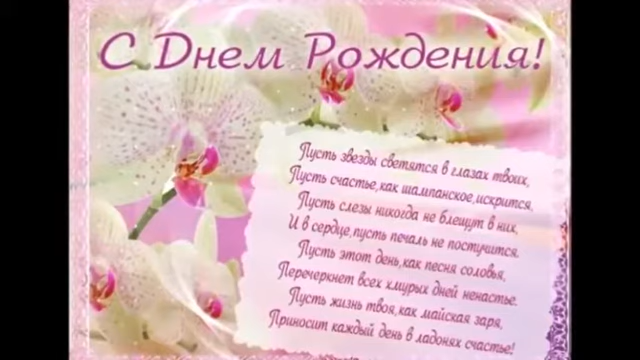 С Днем Рождения!
Пусть звезды светятся в глазах твоих,
Пусть счастье,как шампанское,искрится,
Пусть слезы никогда не блещут в них,
И в сердце,пусть печаль не постучится.
Пусть этот день,как песня соловья,
Перечеркнет всех хмурых дней ненастье.
Пусть жизнь твоя,как майская заря,
Приносит каждый день в ладонях счастье!